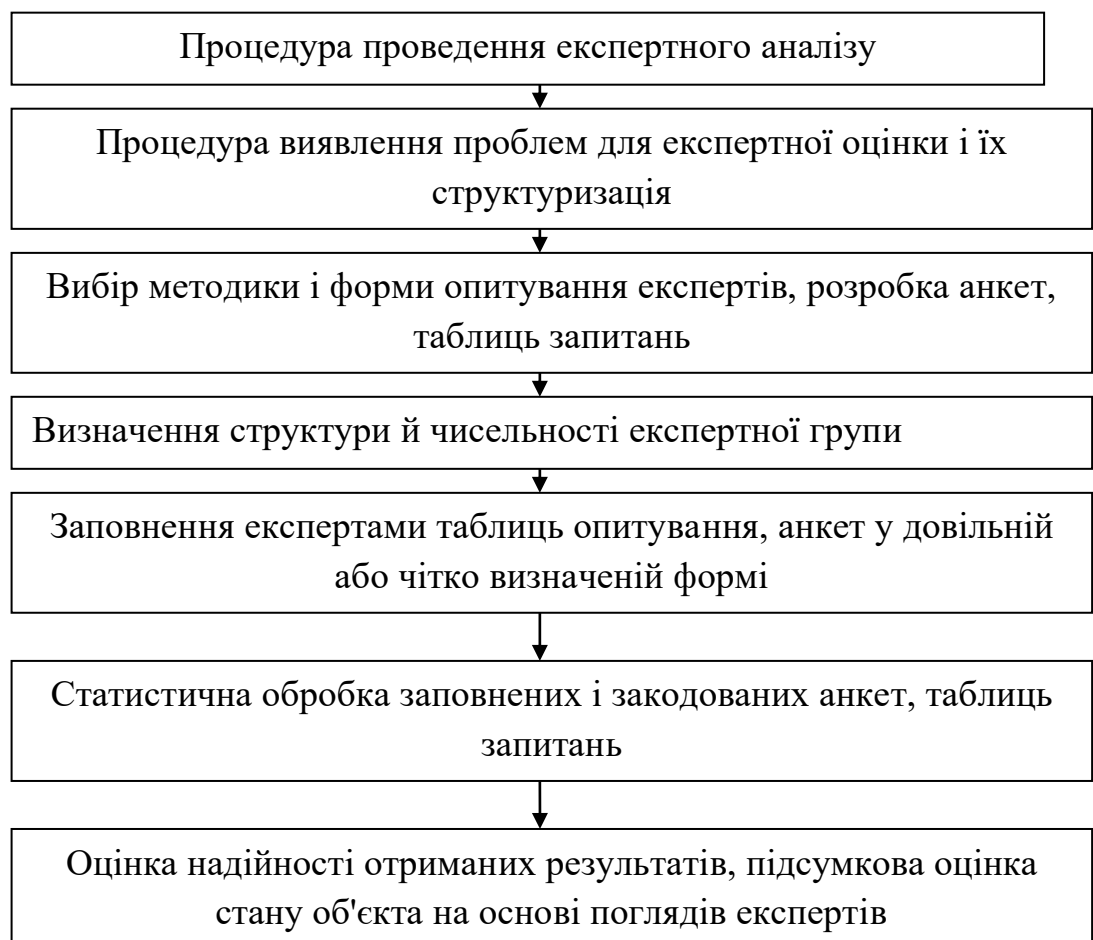 Процедура проведення експертного аналізу
Процедура виявлення проблем для експертної оцінки і їх
структуризація
Вибір методики і форми опитування експертів, розробка анкет,
таблиць запитань
Визначення структури й чисельності експертної групи
Заповнення експертами таблиць опитування, анкет у довільній
або чітко визначеній формі
Статистична обробка заповнених і закодованих анкет, таблиць
запитань
Оцінка надійності отриманих результатів, підсумкова оцінка
стану об'єкта на основі поглядів експертів